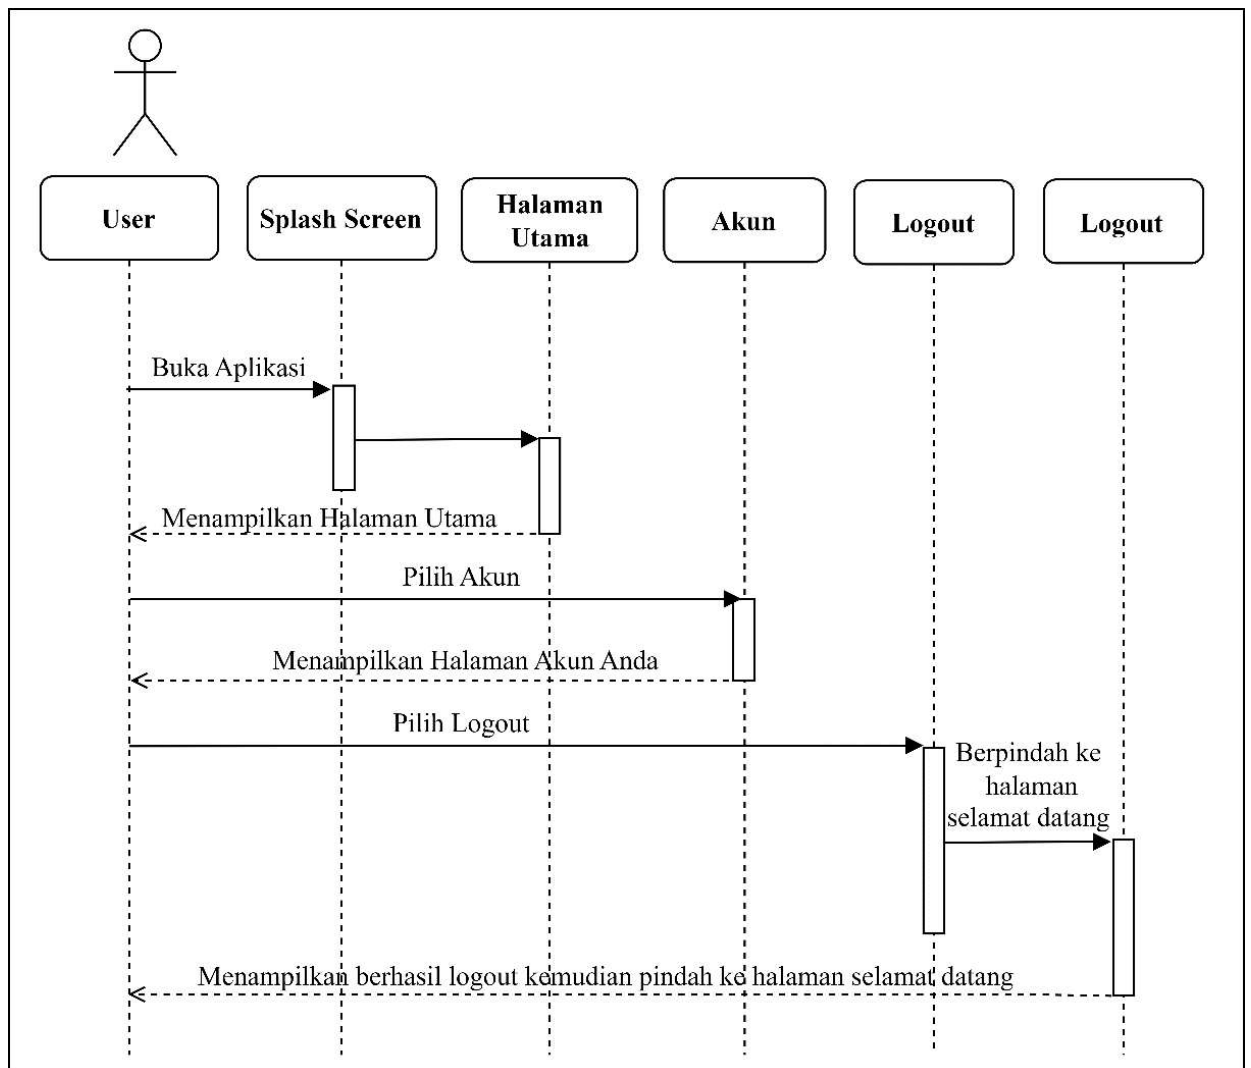 User
Splash Screen
Halaman
Utama
Akun
Logout
Logout
Buka Aplikasi
Menampilkan Halaman Utama
Pilih Akun
Menampilkan Halaman Akun Anda
Pilih Logout
Berpindah ke
halaman
selamat datang
Menampilkan berhasil logout kemudian pindah ke halaman selamat datang